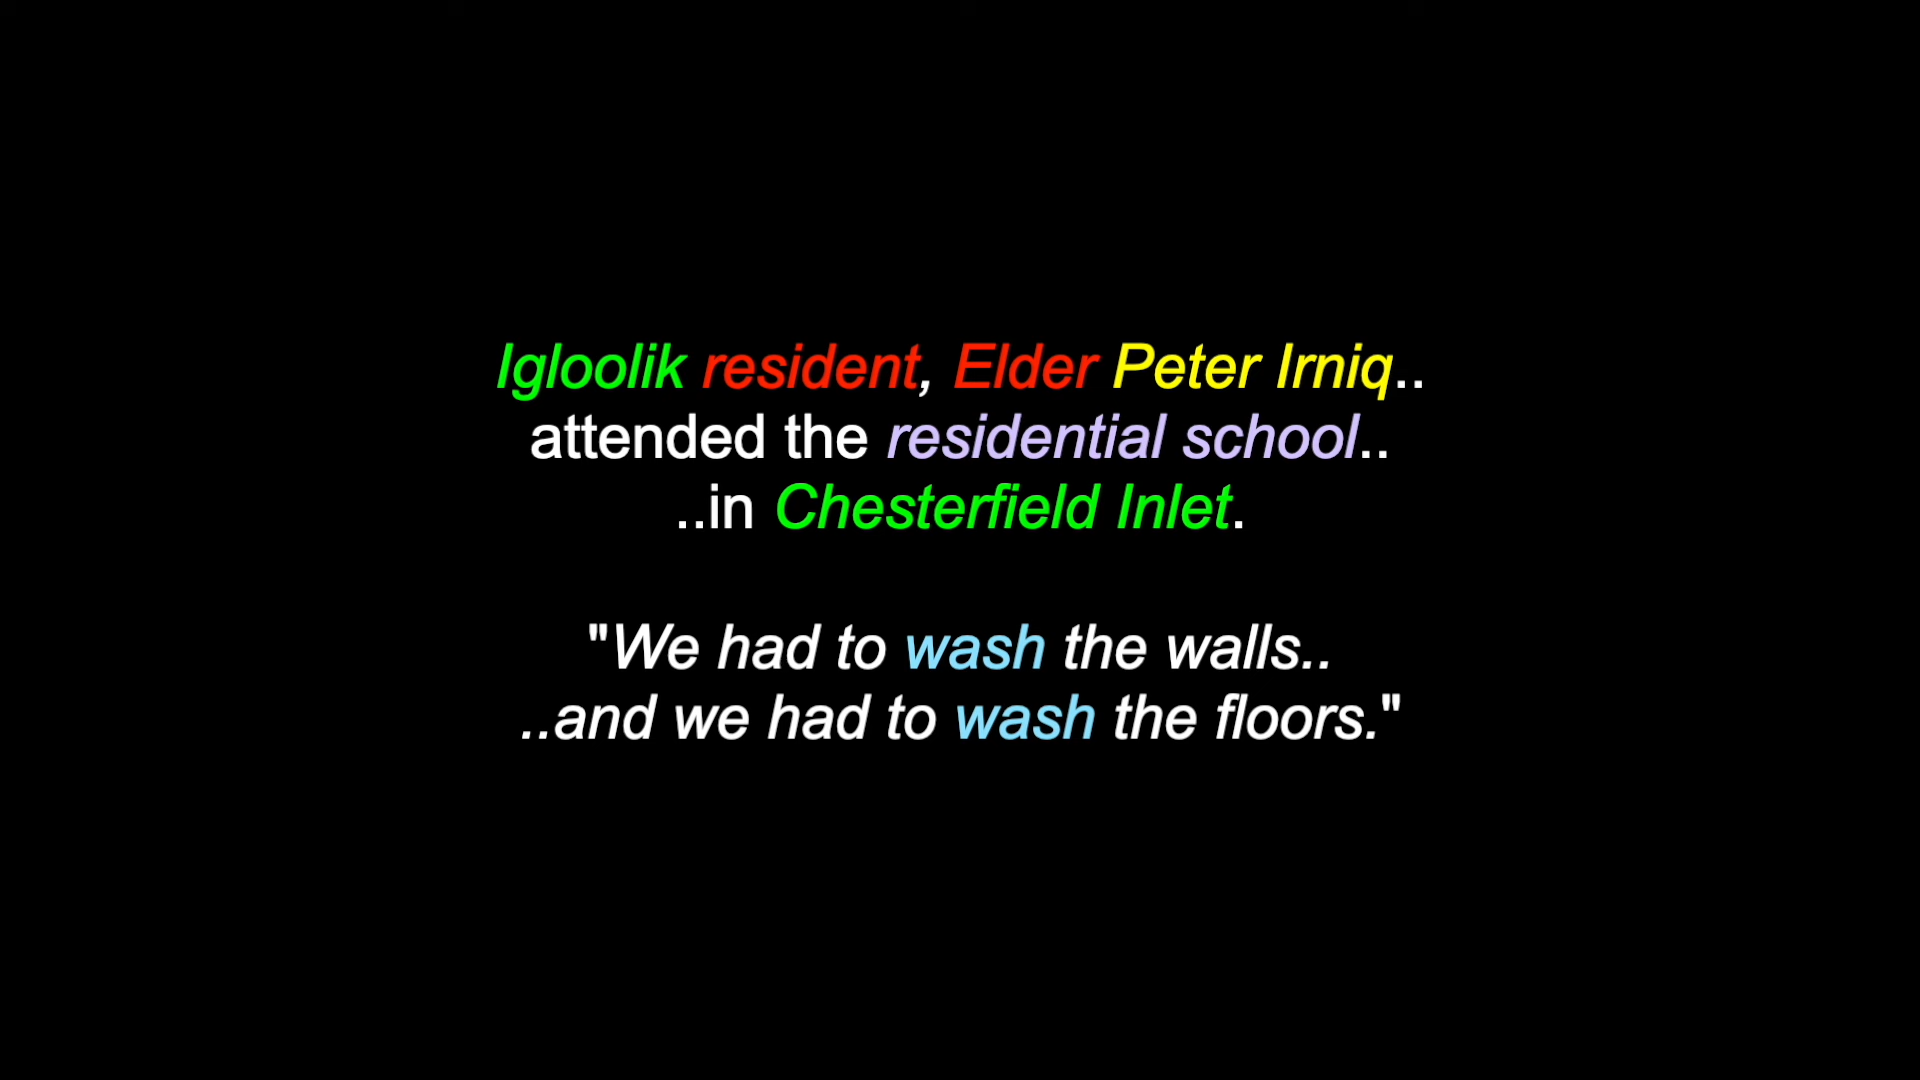 Igloolik resident, Elder Peter Irniq..
attended the residential school..
..in Chesterfield Inlet.
"We had to wash the walls..
..and we had to wash the floors."